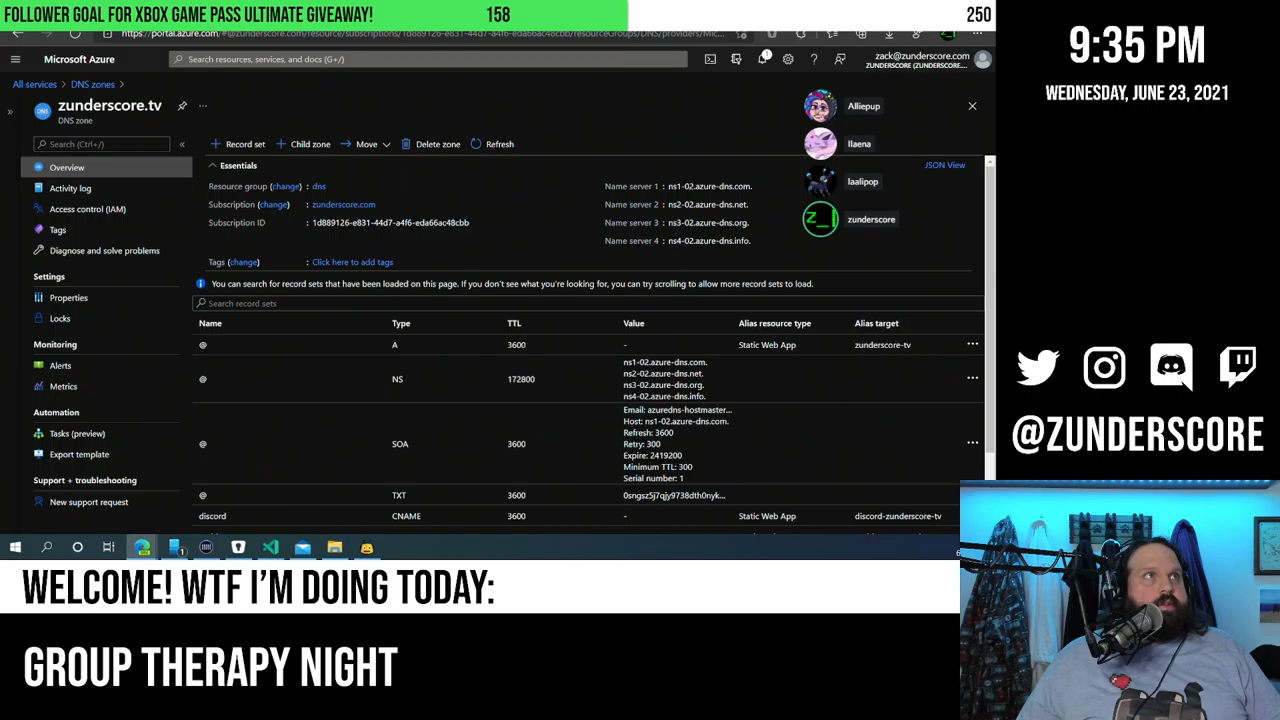 FOLLOWER GOAL FOR XBOX GAME PASS ULTIMATE GIVEAWAY! 158 250
Microsoft Azure
Search resources, services, and docs (G+/)
1
zack@zunderscore.com
ZUNDERSCORE (ZUNDERSCORE....
All services > DNS zones >
zunderscore.tv
DNS zone
DNS
Search (Ctrl+/)
Overview
Activity log
Access control (IAM)
Tags
Diagnose and solve problems
Settings
Properties
Locks
Monitoring
Alerts
Metrics
Automation
Tasks (preview)
Export template
Support + troubleshooting
New support request
Record set Child zone Move Delete zone Refresh
Essentials
JSON View
Resource group (change) : dns
Subscription (change) : zunderscore.com
Subscription ID : 1d889126-e831-44d7-a4f6-eda66ac48cbb
Name server 1 : ns1-02.azure-dns.com.
Name server 2 : ns2-02.azure-dns.net.
Name server 3 : ns3-02.azure-dns.org.
Name server 4 : ns4-02.azure-dns.info.
Tags (change) : Click here to add tags
You can search for record sets that have been loaded on this page. If you don't see what you're looking for, you can try scrolling to allow more record sets to load.
Search record sets
Name Type TTL Value Alias resource type Alias target
@ A 3600 - Static Web App zunderscore-tv
@ NS 172800
ns1-02.azure-dns.com.
ns2-02.azure-dns.net.
ns3-02.azure-dns.org.
ns4-02.azure-dns.info.
@ SOA 3600
Email: azuredns-hostmaster...
Host: ns1-02.azure-dns.com.
Refresh: 3600
Retry: 300
Expire: 2419200
Minimum TTL: 300
Serial number: 1
@ TXT 3600 0sngsz5j7qjy9738dth0nyk...
discord CNAME 3600 - Static Web App discord-zunderscore-tv
Alliepup
Ilaena
laalipop
z_
zunderscore
9:35 PM
WEDNESDAY, JUNE 23, 2021
@ZUNDERSCORE
WELCOME! WTF I'M DOING TODAY:
GROUP THERAPY NIGHT